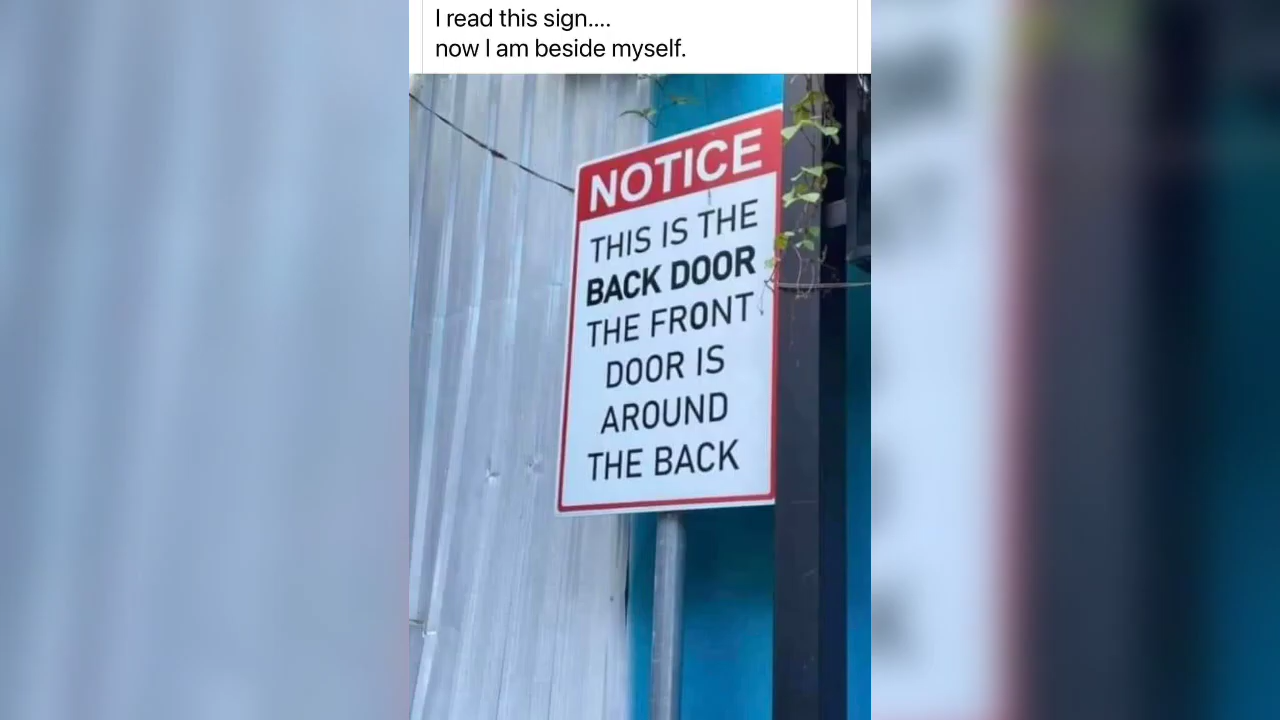 I read this sign....
now I am beside myself.
NOTICE
THIS IS THE
BACK DOOR
THE FRONT
DOOR IS
AROUND
THE BACK